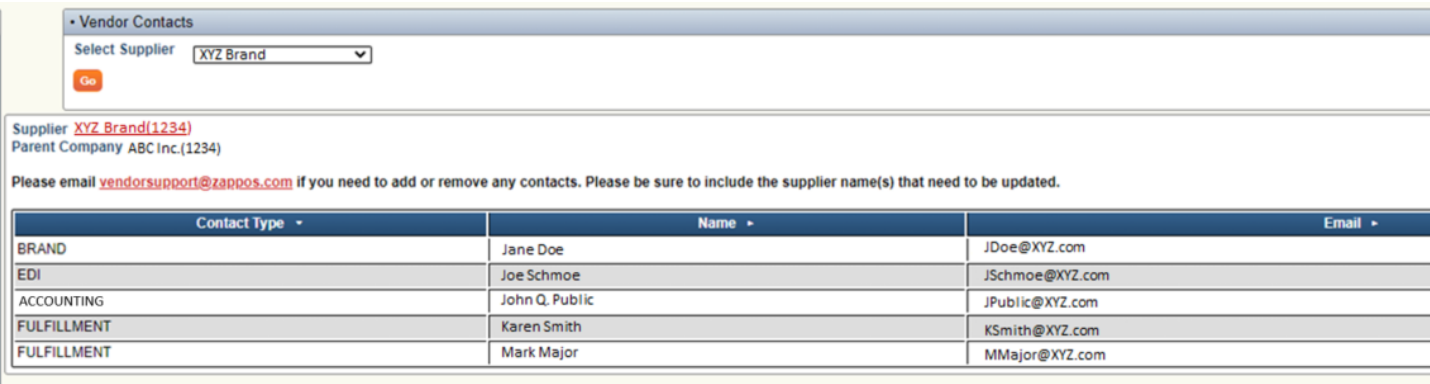 • Vendor Contacts
Select Supplier XYZ Brand
Go
Supplier XYZ Brand(1234)
Parent Company ABC Inc.(1234)
Please email vendorsupport@zappos.com if you need to add or remove any contacts. Please be sure to include the supplier name(s) that need to be updated.
Contact Type Name Email
BRAND Jane Doe JDoe@XYZ.com
EDI Joe Schmoe JSchmoe@XYZ.com
ACCOUNTING John Q. Public JPublic@XYZ.com
FULFILLMENT Karen Smith KSmith@XYZ.com
FULFILLMENT Mark Major MMajor@XYZ.com